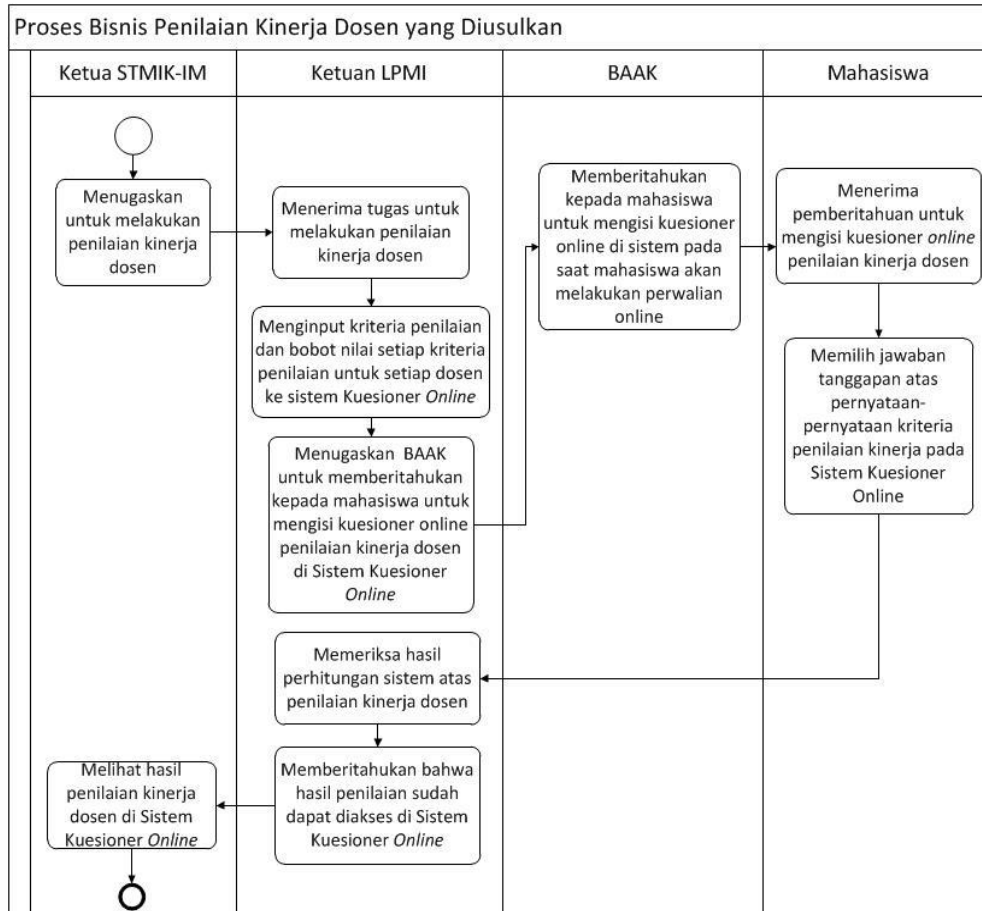 Proses Bisnis Penilaian Kinerja Dosen yang Diusulkan
Ketua STMIK-IM
Ketuan LPMI
BAAK
Mahasiswa
Menugaskan
untuk melakukan
penilaian kinerja
dosen
Menerima tugas untuk
melakukan penilaian
kinerja dosen
Menginput kriteria penilaian
dan bobot nilai setiap kriteria
penilaian untuk setiap dosen
ke sistem Kuesioner Online
Menugaskan BAAK
untuk memberitahukan
kepada mahasiswa untuk
mengisi kuesioner online
penilaian kinerja dosen
di Sistem Kuesioner
Online
Memberitahukan
kepada mahasiswa
untuk mengisi kuesioner
online di sistem pada
saat mahasiswa akan
melakukan perwalian
online
Menerima
pemberitahuan untuk
mengisi kuesioner online
penilaian kinerja dosen
Memilih jawaban
tanggapan atas
pernyataan-
pernyataan kriteria
penilaian kinerja pada
Sistem Kuesioner
Online
Memeriksa hasil
perhitungan sistem atas
penilaian kinerja dosen
Memberitahukan bahwa
hasil penilaian sudah
dapat diakses di Sistem
Kuesioner Online
Melihat hasil
penilaian kinerja
dosen di Sistem
Kuesioner Online